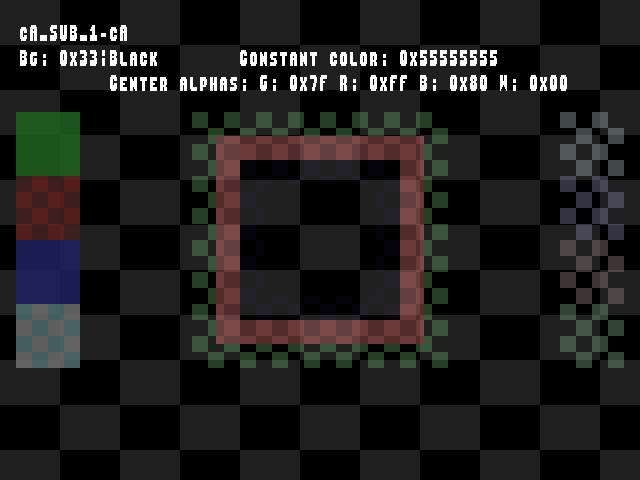 cA_SUB_1-cA
Bg: 0x33¦Black Constant color: 0x55555555
Center alphas: G: 0x7f R: 0xff B: 0x80 W: 0x00